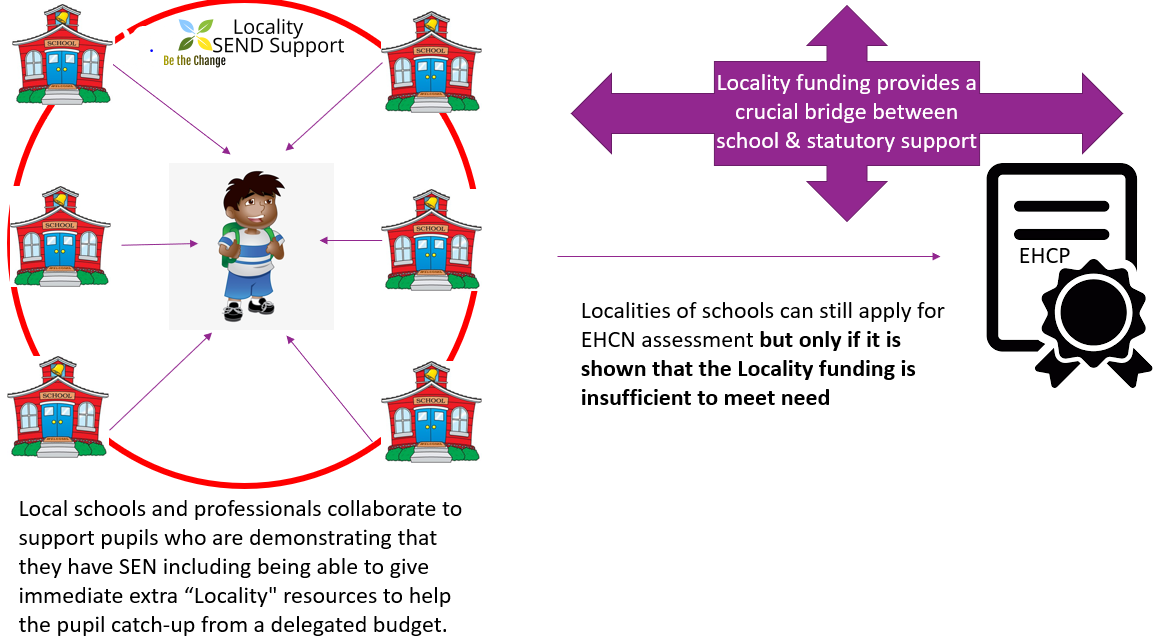 Locality
SEND Support
Be the Change
SCHOOL
SCHOOL
SCHOOL
SCHOOL
SCHOOL
SCHOOL
Local schools and professionals collaborate to
support pupils who are demonstrating that
they have SEN including being able to give
immediate extra “Locality" resources to help
the pupil catch-up from a delegated budget.
Locality funding provides a
crucial bridge between
school & statutory support
EHCP
Localities of schools can still apply for
EHCN assessment but only if it is
shown that the Locality funding is
insufficient to meet need